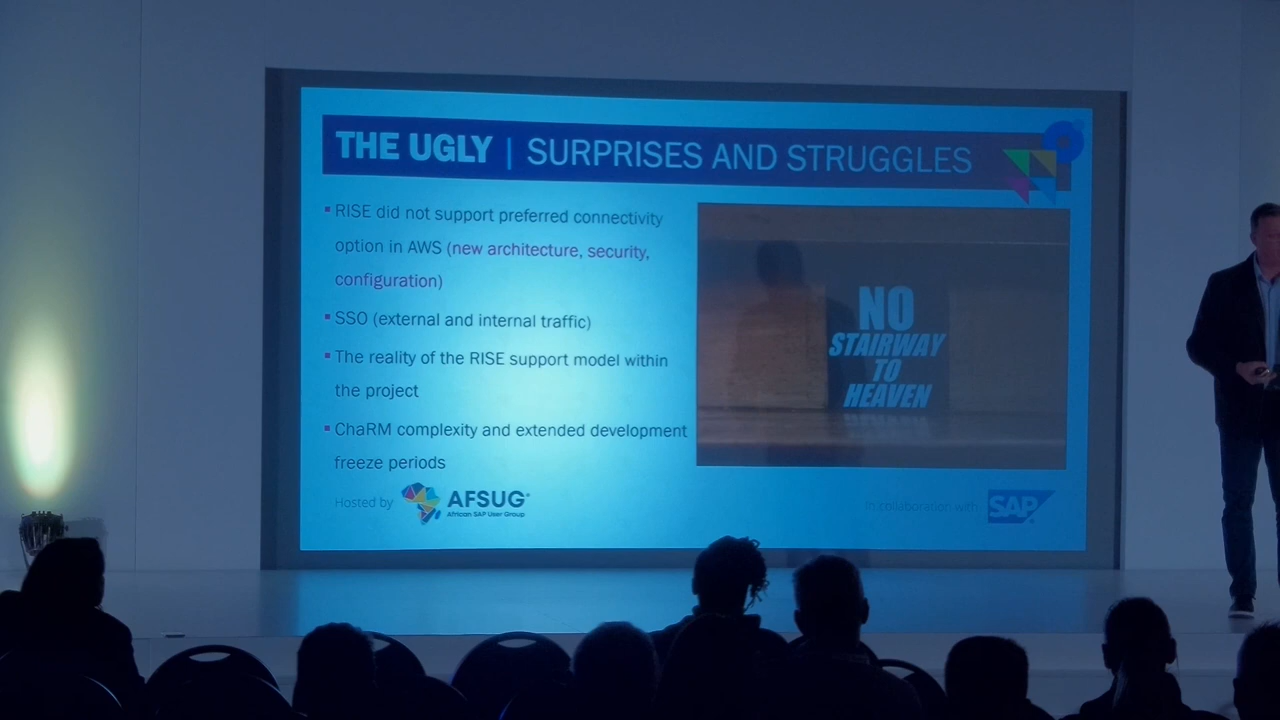 THE UGLY | SURPRISES AND STRUGGLES
▪ RISE did not support preferred connectivity
option in AWS (new architecture, security,
configuration)
▪ SSO (external and internal traffic)
▪ The reality of the RISE support model within
the project
▪ ChaRM complexity and extended development
freeze periods
NO
STAIRWAY
TO
HEAVEN
Hosted by
AFSUG
African SAP User Group
In collaboration with
SAP